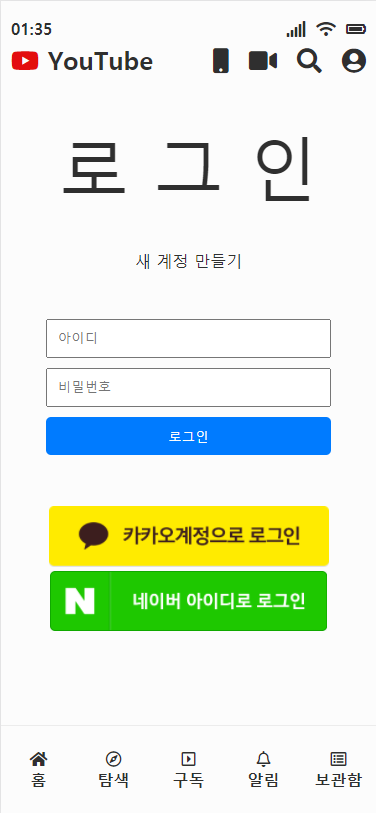 01:35
YouTube
로그인
새 계정 만들기
아이디
비밀번호
로그인
카카오계정으로 로그인
N 네이버 아이디로 로그인
홈 탐색 구독 알림 보관함